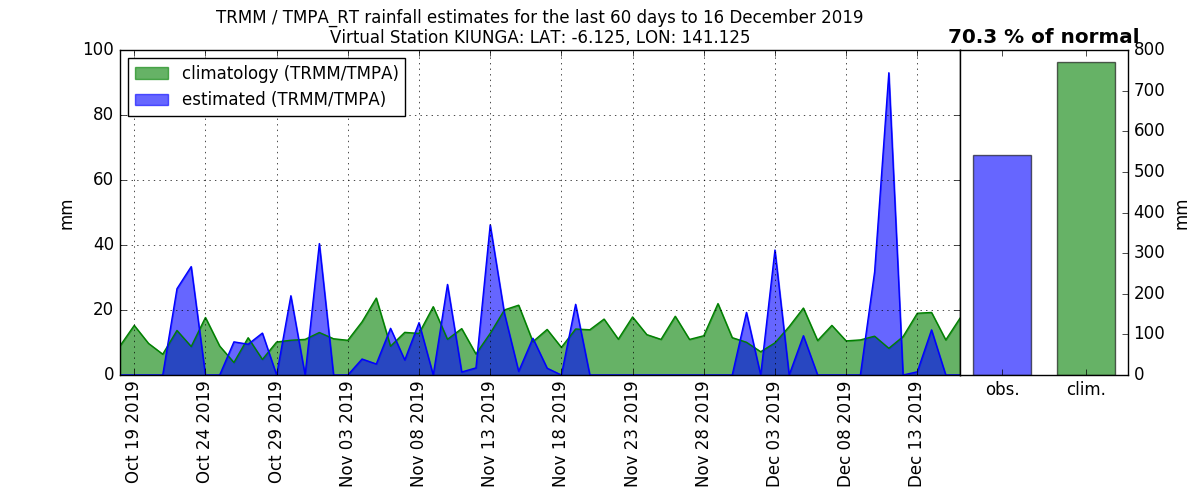 TRMM / TMPA_RT rainfall estimates for the last 60 days to 16 December 2019
Virtual Station KIUNGA: LAT: -6.125, LON: 141.125
70.3 % of normal
climatology (TRMM/TMPA)
estimated (TRMM/TMPA)
100
80
60
40
20
0
mm
Oct 19 2019
Oct 24 2019
Oct 29 2019
Nov 03 2019
Nov 08 2019
Nov 13 2019
Nov 18 2019
Nov 23 2019
Nov 28 2019
Dec 03 2019
Dec 08 2019
Dec 13 2019
obs.
clim.
800
700
600
500
400
300
200
100
0
mm